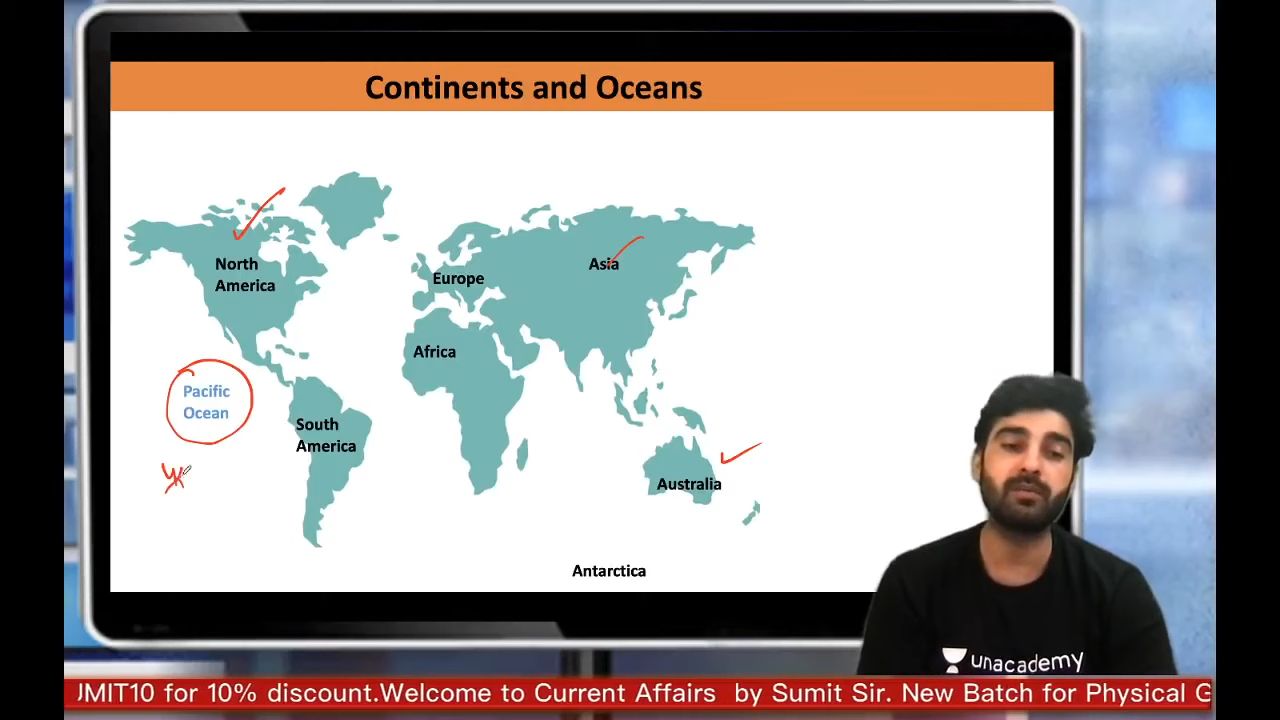 Continents and Oceans
North
America
Europe
Asia
Africa
Pacific
Ocean
South
America
Australia
Antarctica
unacademy
UMIT10 for 10% discount.Welcome to Current Affairs by Sumit Sir. New Batch for Physical G